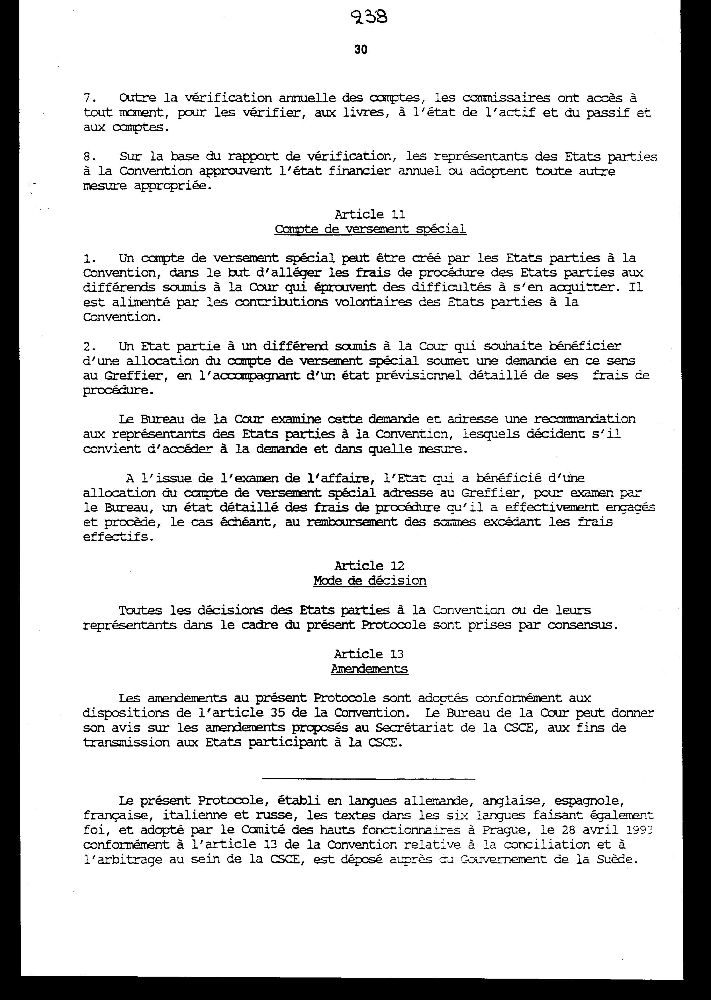 238
30
7. Outre la vérification annuelle des comptes, les commissaires ont accès à
tout moment, pour les vérifier, aux livres, à l'état de l'actif et du passif et
aux comptes.
8. Sur la base du rapport de vérification, les représentants des Etats parties
à la Convention approuvent l'état financier annuel ou adoptent toute autre
mesure appropriée.
Article 11
Compte de versement spécial
1. Un compte de versement spécial peut être créé par les Etats parties à la
Convention, dans le but d'alléger les frais de procédure des Etats parties aux
différends soumis à la Cour qui éprouvent des difficultés à s'en acquitter. Il
est alimenté par les contributions volontaires des Etats parties à la
Convention.
2. Un Etat partie à un différend soumis à la Cour qui souhaite bénéficier
d'une allocation du compte de versement spécial soumet une demande en ce sens
au Greffier, en l'accompagnant d'un état prévisionnel détaillé de ses frais de
procédure.
Le Bureau de la Cour examine cette demande et adresse une recommandation
aux représentants des Etats parties à la Convention, lesquels décident s'il
convient d'accéder à la demande et dans quelle mesure.
A l'issue de l'examen de l'affaire, l'Etat qui a bénéficié d'une
allocation du compte de versement spécial adresse au Greffier, pour examen par
le Bureau, un état détaillé des frais de procédure qu'il a effectivement engagés
et procède, le cas échéant, au remboursement des sommes excédant les frais
effectifs.
Article 12
Mode de décision
Toutes les décisions des Etats parties à la Convention ou de leurs
représentants dans le cadre du présent Protocole sont prises par consensus.
Article 13
Amendements
Les amendements au présent Protocole sont adoptés conformément aux
dispositions de l'article 35 de la Convention. Le Bureau de la Cour peut donner
son avis sur les amendements proposés au Secrétariat de la CSCE, aux fins de
transmission aux Etats participant à la CSCE.
Le présent Protocole, établi en langues allemande, anglaise, espagnole,
française, italienne et russe, les textes dans les six langues faisant également
foi, et adopté par le Comité des hauts fonctionnaires à Prague, le 28 avril 1993
conformément à l'article 13 de la Convention relative à la conciliation et à
l'arbitrage au sein de la CSCE, est déposé auprès du Gouvernement de la Suède.